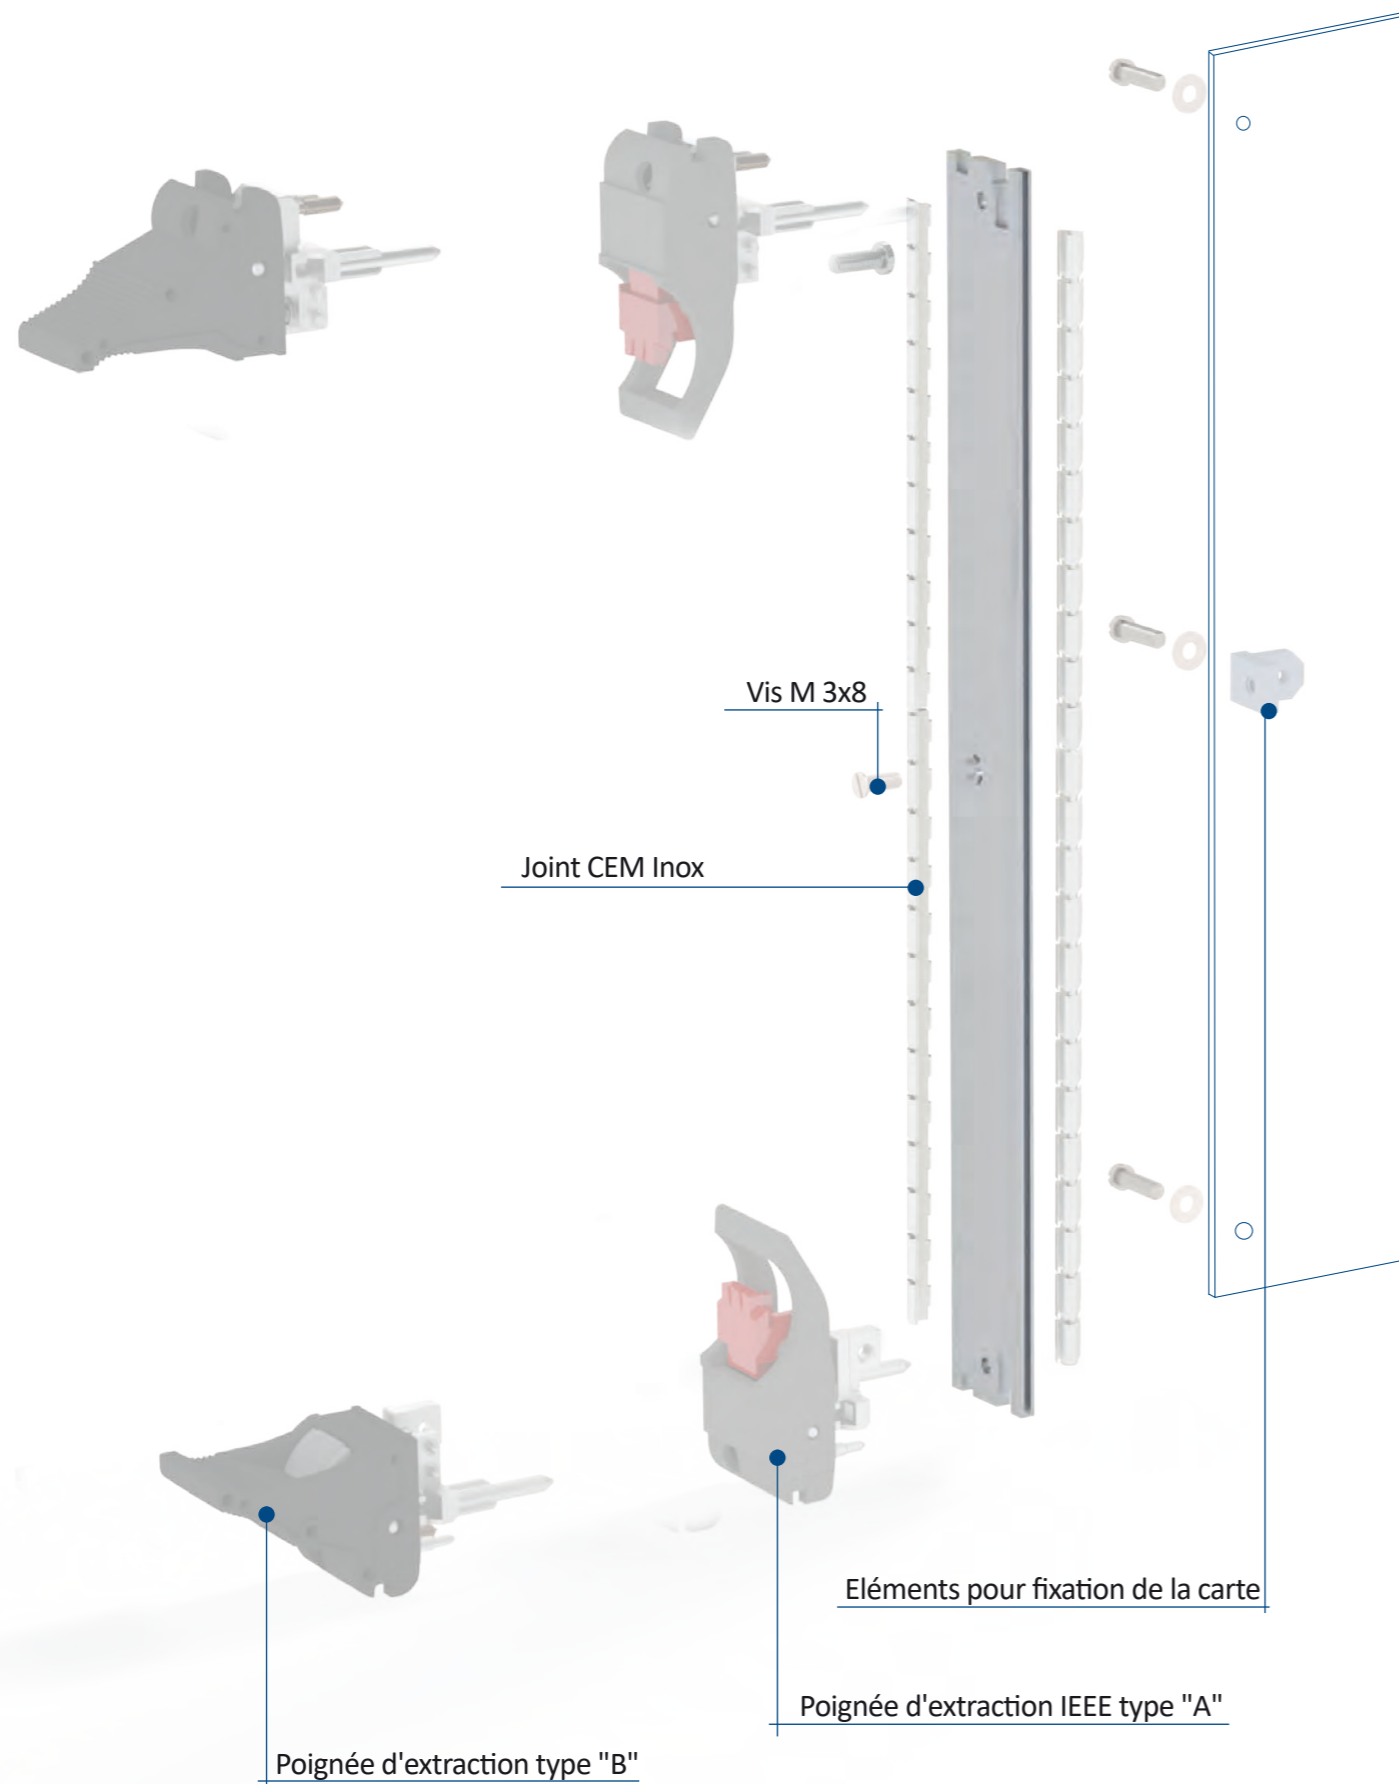 Vis M 3x8
Joint CEM Inox
Eléments pour fixation de la carte
Poignée d'extraction IEEE type "A"
Poignée d'extraction type "B"